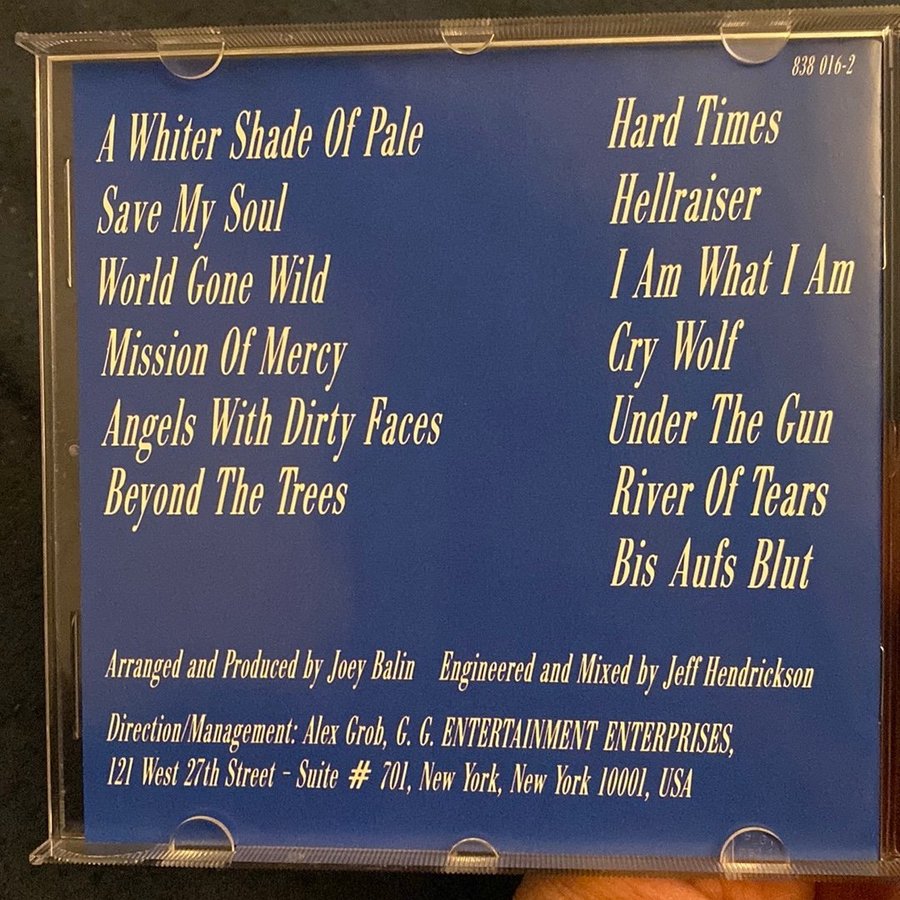 838 016-2
A Whiter Shade Of Pale
Save My Soul
World Gone Wild
Mission Of Mercy
Angels With Dirty Faces
Beyond The Trees
Hard Times
Hellraiser
I Am What I Am
Cry Wolf
Under The Gun
River Of Tears
Bis Aufs Blut
Arranged and Produced by Joey Balin Engineered and Mixed by Jeff Hendrickson
Direction/Management: Alex Grob, G. G. ENTERTAINMENT ENTERPRISES,
121 West 27th Street - Suite # 701, New York, New York 10001, USA